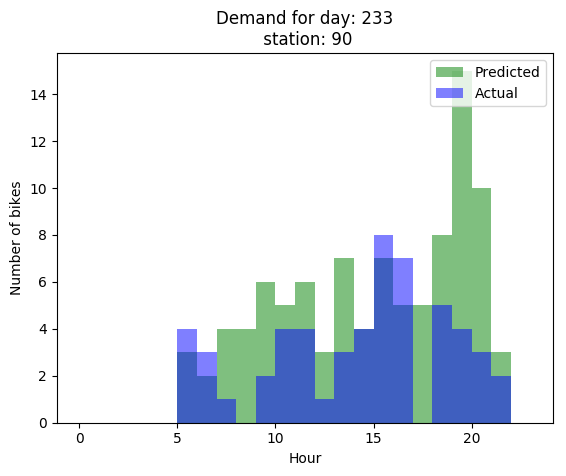 Demand for day: 233
station: 90
Predicted
Actual
Number of bikes
14
12
10
8
6
4
2
0
0 5 10 15 20
Hour